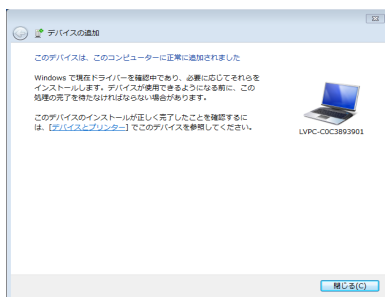 デバイスの追加
このデバイスは、このコンピューターに正常に追加されました
Windows で現在ドライバーを確認中であり、必要に応じてそれらを
インストールします。デバイスが使用できるようになる前に、この
処理の完了を待たなければならない場合があります。
このデバイスのインストールが正しく完了したことを確認するに
は、[デバイスとプリンター] でこのデバイスを参照してください。
LVPC-C0C3893901
閉じる(C)